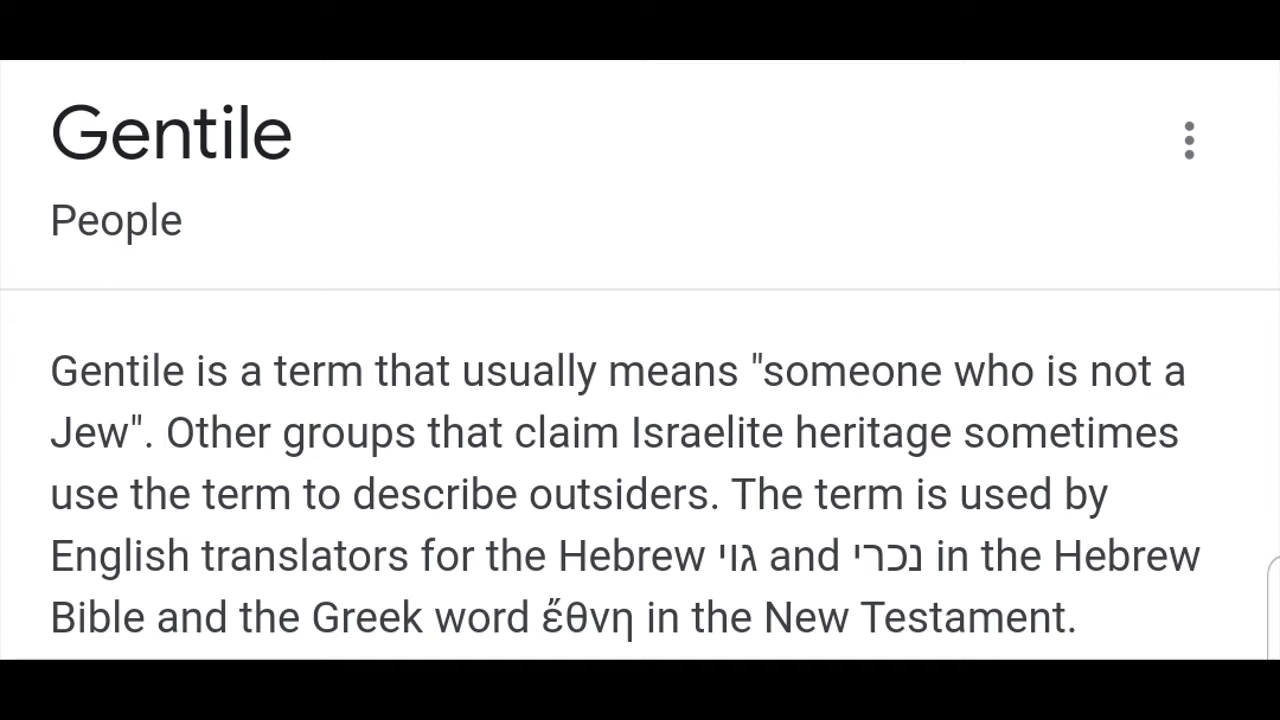 Gentile
People
Gentile is a term that usually means "someone who is not a
Jew". Other groups that claim Israelite heritage sometimes
use the term to describe outsiders. The term is used by
English translators for the Hebrew גוי and נכרי in the Hebrew
Bible and the Greek word ἔθνη in the New Testament.